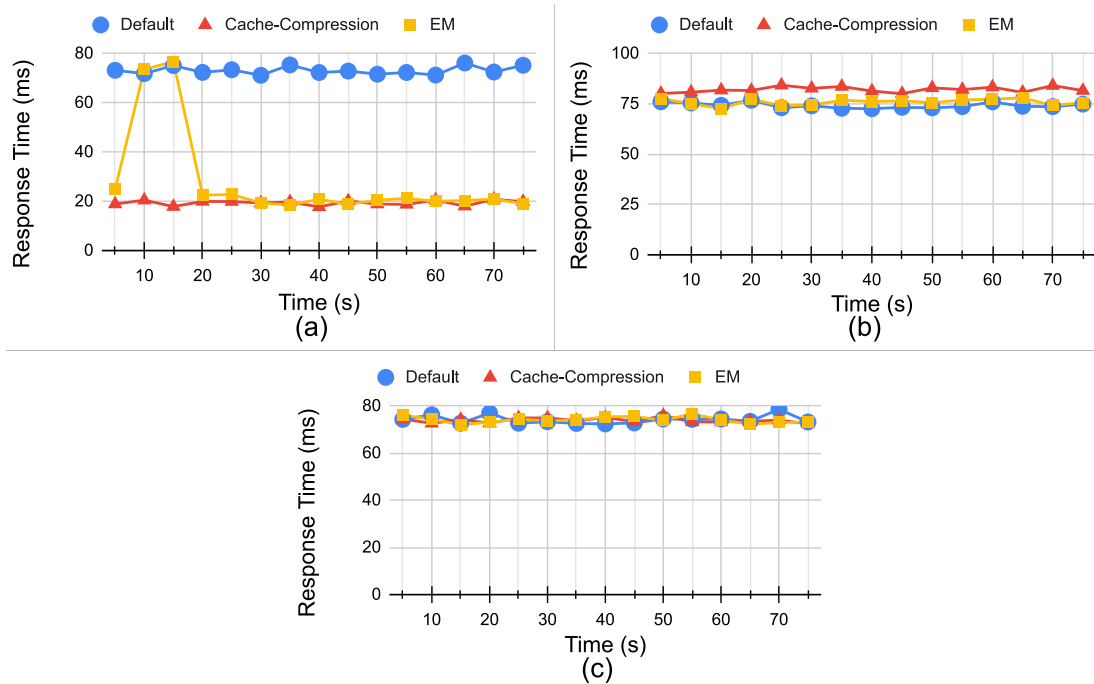 Default Cache-Compression EM
Response Time (ms)
80
60
40
20
0
10 20 30 40 50 60 70
Time (s)
(a)
Default Cache-Compression EM
Response Time (ms)
100
75
50
25
0
10 20 30 40 50 60 70
Time (s)
(b)
Default Cache-Compression EM
Response Time (ms)
80
60
40
20
0
10 20 30 40 50 60 70
Time (s)
(c)